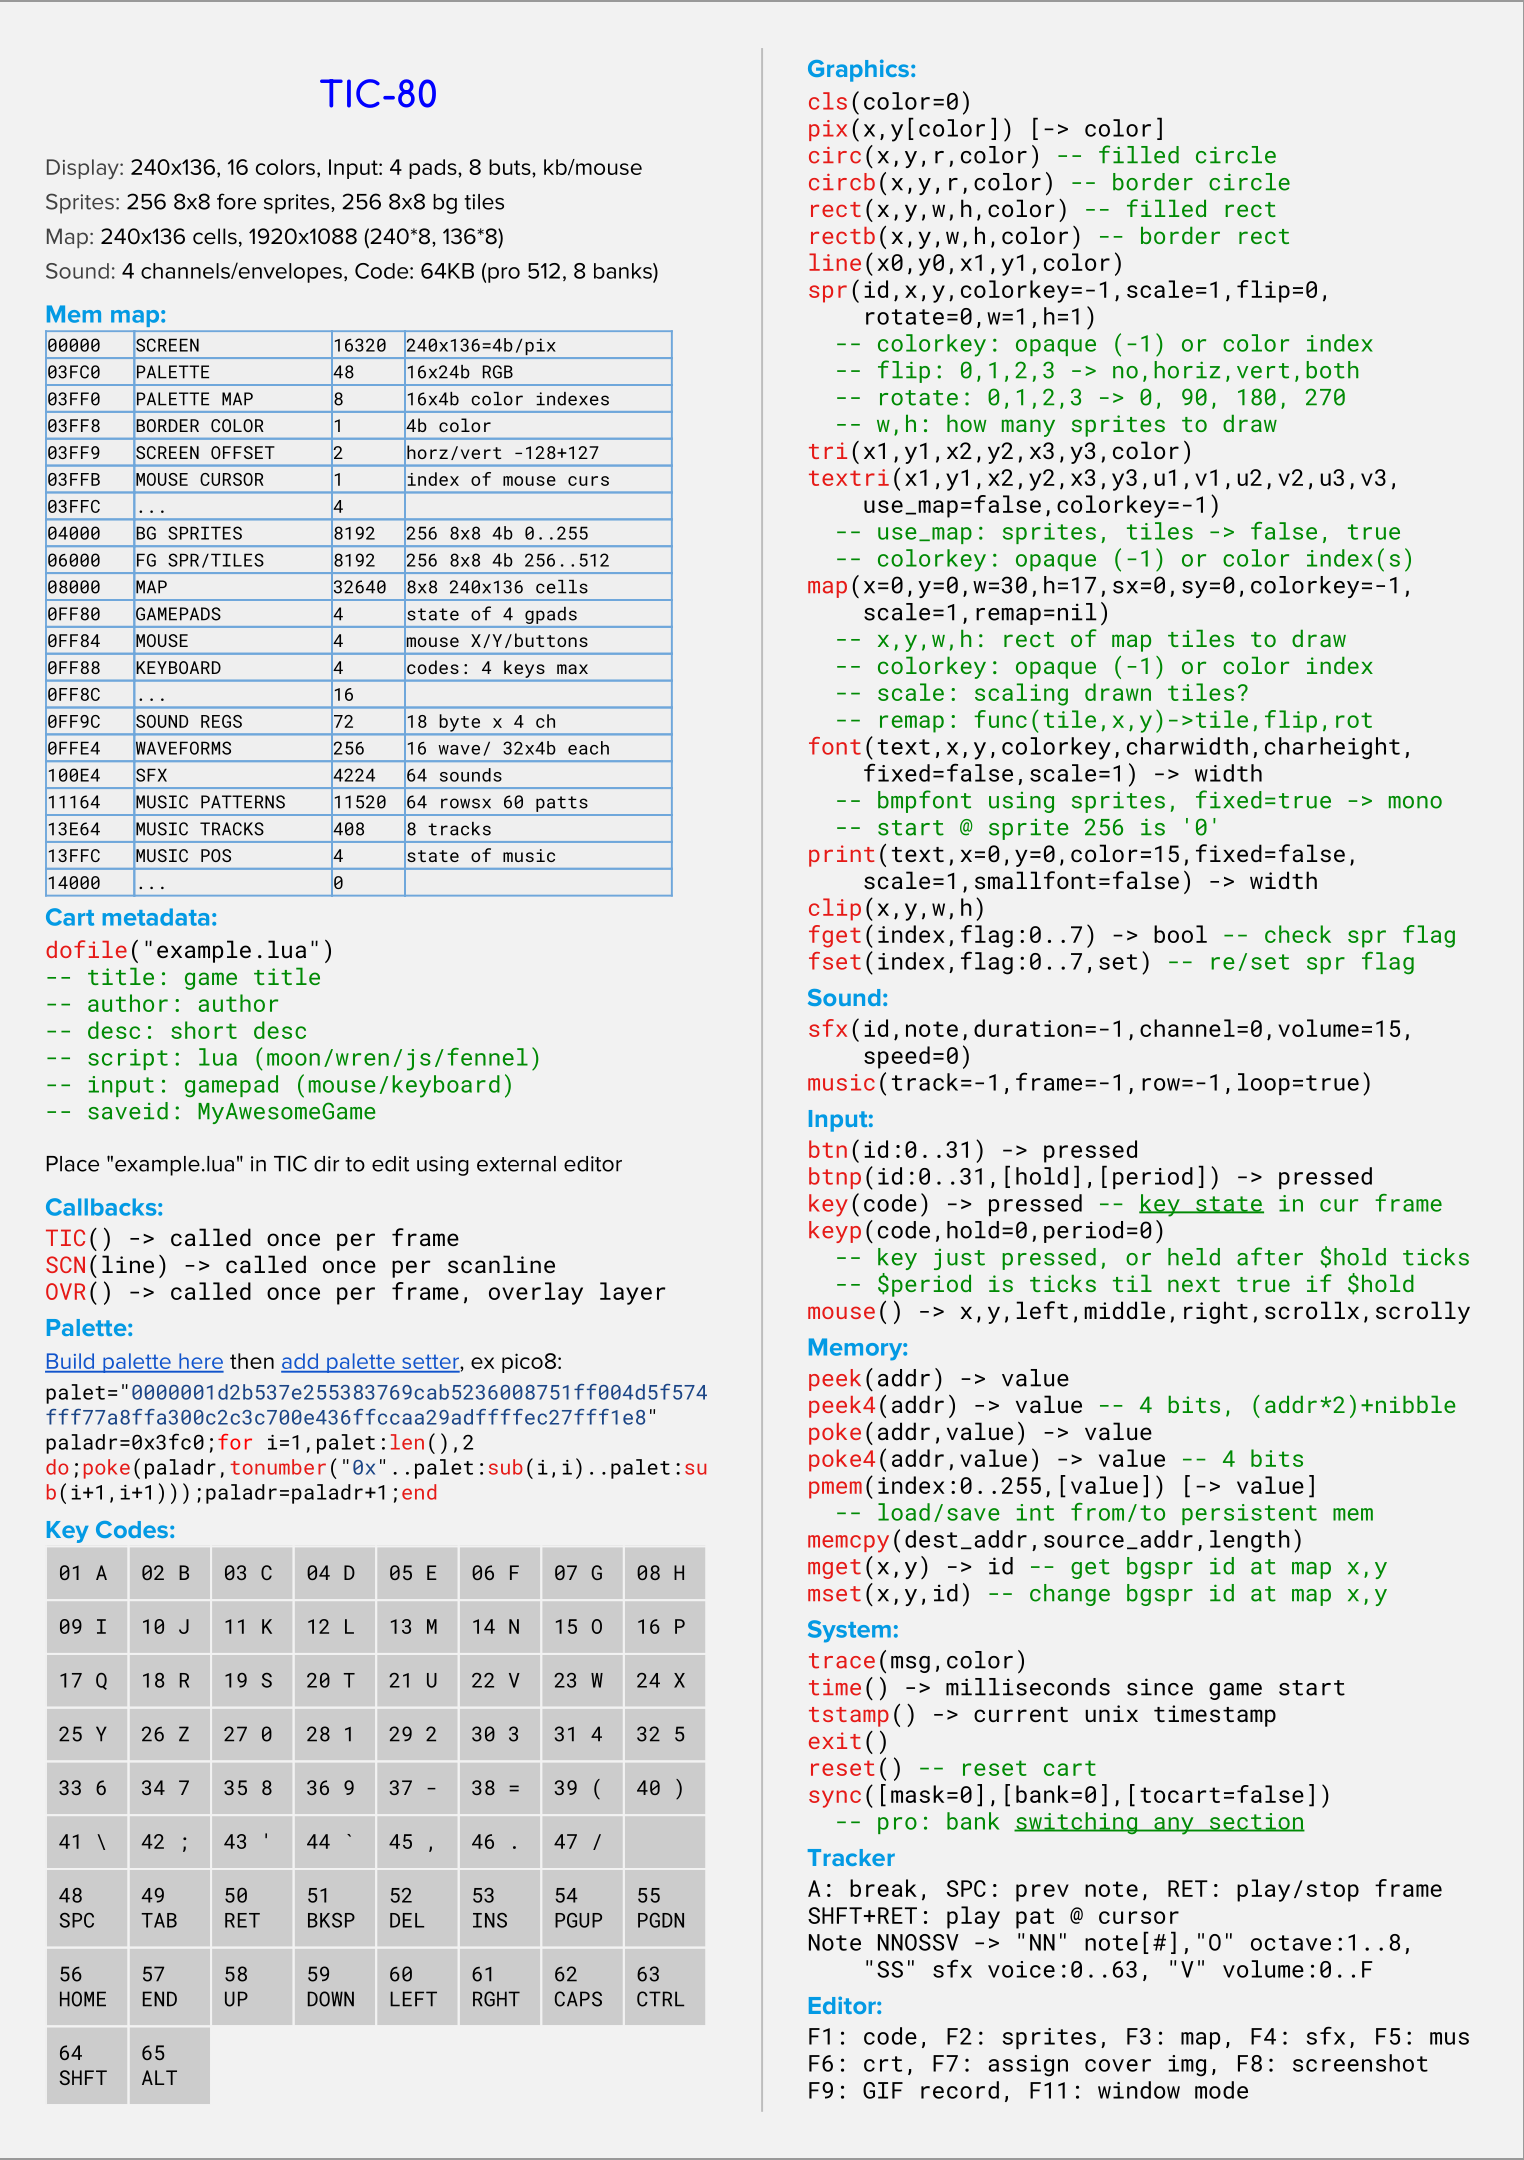 TIC-80
Display: 240x136, 16 colors, Input: 4 pads, 8 buts, kb/mouse
Sprites: 256 8x8 fore sprites, 256 8x8 bg tiles
Map: 240x136 cells, 1920x1088 (240*8, 136*8)
Sound: 4 channels/envelopes, Code: 64KB (pro 512, 8 banks)
Mem map:
00000 SCREEN 16320 240x136=4b/pix
03FC0 PALETTE 48 16x24b RGB
03FF0 PALETTE MAP 8 16x4b color indexes
03FF8 BORDER COLOR 1 4b color
03FF9 SCREEN OFFSET 2 horz/vert -128+127
03FFB MOUSE CURSOR 1 index of mouse curs
03FFC ... 4
04000 BG SPRITES 8192 256 8x8 4b 0..255
06000 FG SPR/TILES 8192 256 8x8 4b 256..512
08000 MAP 32640 8x8 240x136 cells
0FF80 GAMEPADS 4 state of 4 gpads
0FF84 MOUSE 4 mouse X/Y/buttons
0FF88 KEYBOARD 4 codes: 4 keys max
0FF8C ... 16
0FF9C SOUND REGS 72 18 byte x 4 ch
0FFE4 WAVEFORMS 256 16 wave/ 32x4b each
100E4 SFX 4224 64 sounds
11164 MUSIC PATTERNS 11520 64 rowsx 60 patts
13E64 MUSIC TRACKS 408 8 tracks
13FFC MUSIC POS 4 state of music
14000 ... 0
Cart metadata:
dofile("example.lua")
-- title: game title
-- author: author
-- desc: short desc
-- script: lua (moon/wren/js/fennel)
-- input: gamepad (mouse/keyboard)
-- saveid: MyAwesomeGame
Place "example.lua" in TIC dir to edit using external editor
Callbacks:
TIC() -> called once per frame
SCN(line) -> called once per scanline
OVR() -> called once per frame, overlay layer
Palette:
Build palette here then add palette setter, ex pico8:
palet="0000001d2b537e255383769cab5236008751ff004d5f574
fff77a8ffa300c2c3c700e436ffccaa29adffffec27fff1e8"
paladr=0x3fc0;for i=1,palet:len(),2
do;poke(paladr,tonumber("0x"..palet:sub(i,i)..palet:su
b(i+1,i+1)));paladr=paladr+1;end
Key Codes:
01 A 02 B 03 C 04 D 05 E 06 F 07 G 08 H
09 I 10 J 11 K 12 L 13 M 14 N 15 O 16 P
17 Q 18 R 19 S 20 T 21 U 22 V 23 W 24 X
25 Y 26 Z 27 0 28 1 29 2 30 3 31 4 32 5
33 6 34 7 35 8 36 9 37 - 38 = 39 ( 40 )
41 \ 42 ; 43 ' 44 ` 45 , 46 . 47 /
48 49 50 51 52 53 54 55
SPC TAB RET BKSP DEL INS PGUP PGDN
56 57 58 59 60 61 62 63
HOME END UP DOWN LEFT RGHT CAPS CTRL
64 65
SHFT ALT
Graphics:
cls(color=0)
pix(x,y[color]) [-> color]
circ(x,y,r,color) -- filled circle
circb(x,y,r,color) -- border circle
rect(x,y,w,h,color) -- filled rect
rectb(x,y,w,h,color) -- border rect
line(x0,y0,x1,y1,color)
spr(id,x,y,colorkey=-1,scale=1,flip=0,
rotate=0,w=1,h=1)
-- colorkey: opaque (-1) or color index
-- flip: 0,1,2,3 -> no,horiz,vert,both
-- rotate: 0,1,2,3 -> 0, 90, 180, 270
-- w,h: how many sprites to draw
tri(x1,y1,x2,y2,x3,y3,color)
textri(x1,y1,x2,y2,x3,y3,u1,v1,u2,v2,u3,v3,
use_map=false,colorkey=-1)
-- use_map: sprites, tiles -> false, true
-- colorkey: opaque (-1) or color index(s)
map(x=0,y=0,w=30,h=17,sx=0,sy=0,colorkey=-1,
scale=1,remap=nil)
-- x,y,w,h: rect of map tiles to draw
-- colorkey: opaque (-1) or color index
-- scale: scaling drawn tiles?
-- remap: func(tile,x,y)->tile,flip,rot
font(text,x,y,colorkey,charwidth,charheight,
fixed=false,scale=1) -> width
-- bmpfont using sprites, fixed=true -> mono
-- start @ sprite 256 is '0'
print(text,x=0,y=0,color=15,fixed=false,
scale=1,smallfont=false) -> width
clip(x,y,w,h)
fget(index,flag:0..7) -> bool -- check spr flag
fset(index,flag:0..7,set) -- re/set spr flag
Sound:
sfx(id,note,duration=-1,channel=0,volume=15,
speed=0)
music(track=-1,frame=-1,row=-1,loop=true)
Input:
btn(id:0..31) -> pressed
btnp(id:0..31,[hold],[period]) -> pressed
key(code) -> pressed -- key state in cur frame
keyp(code,hold=0,period=0)
-- key just pressed, or held after $hold ticks
-- $period is ticks til next true if $hold
mouse() -> x,y,left,middle,right,scrollx,scrolly
Memory:
peek(addr) -> value
peek4(addr) -> value -- 4 bits, (addr*2)+nibble
poke(addr,value) -> value
poke4(addr,value) -> value -- 4 bits
pmem(index:0..255,[value]) [-> value]
-- load/save int from/to persistent mem
memcpy(dest_addr,source_addr,length)
mget(x,y) -> id -- get bgspr id at map x,y
mset(x,y,id) -- change bgspr id at map x,y
System:
trace(msg,color)
time() -> milliseconds since game start
tstamp() -> current unix timestamp
exit()
reset() -- reset cart
sync([mask=0],[bank=0],[tocart=false])
-- pro: bank switching any section
Tracker
A: break, SPC: prev note, RET: play/stop frame
SHFT+RET: play pat @ cursor
Note NNOSSV -> "NN" note[#],"O" octave:1..8,
"SS" sfx voice:0..63, "V" volume:0..F
Editor:
F1: code, F2: sprites, F3: map, F4: sfx, F5: mus
F6: crt, F7: assign cover img, F8: screenshot
F9: GIF record, F11: window mode